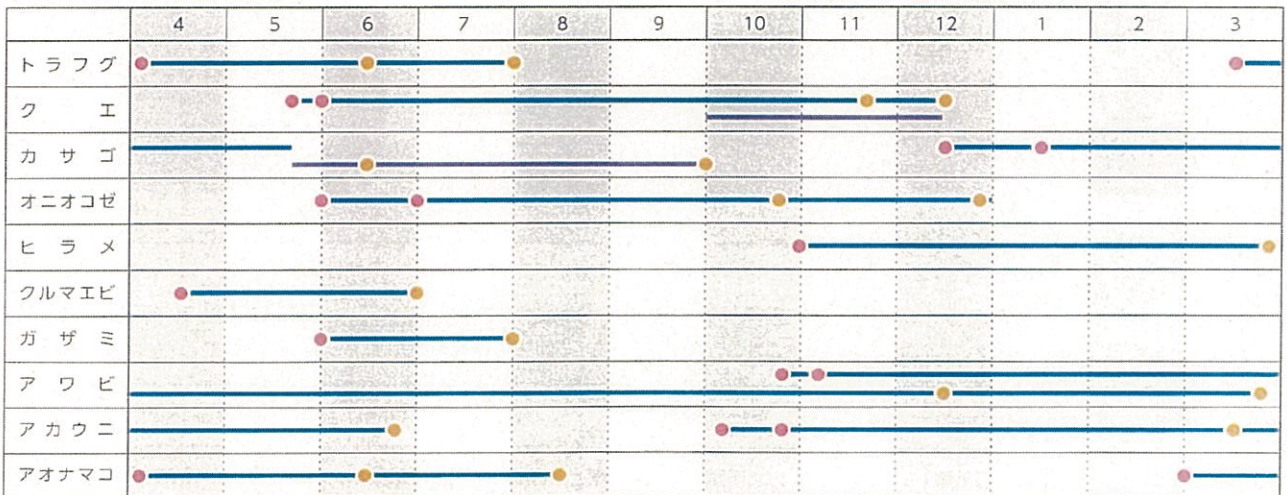 4 5 6 7 8 9 10 11 12 1 2 3
トラフグ
クエ
カサゴ
オニオコゼ
ヒラメ
クルマエビ
ガザミ
アワビ
アカウニ
アオナマコ